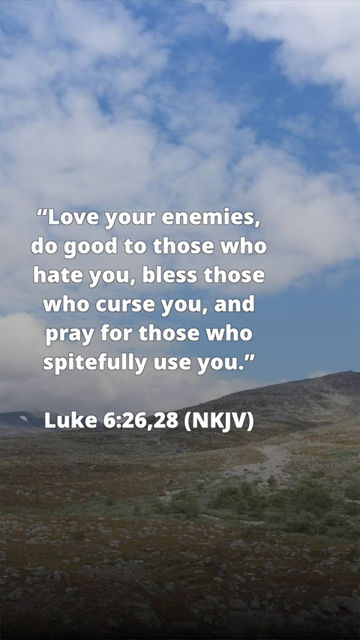 “Love your enemies,
do good to those who
hate you, bless those
who curse you, and
pray for those who
spitefully use you.”
Luke 6:26,28 (NKJV)